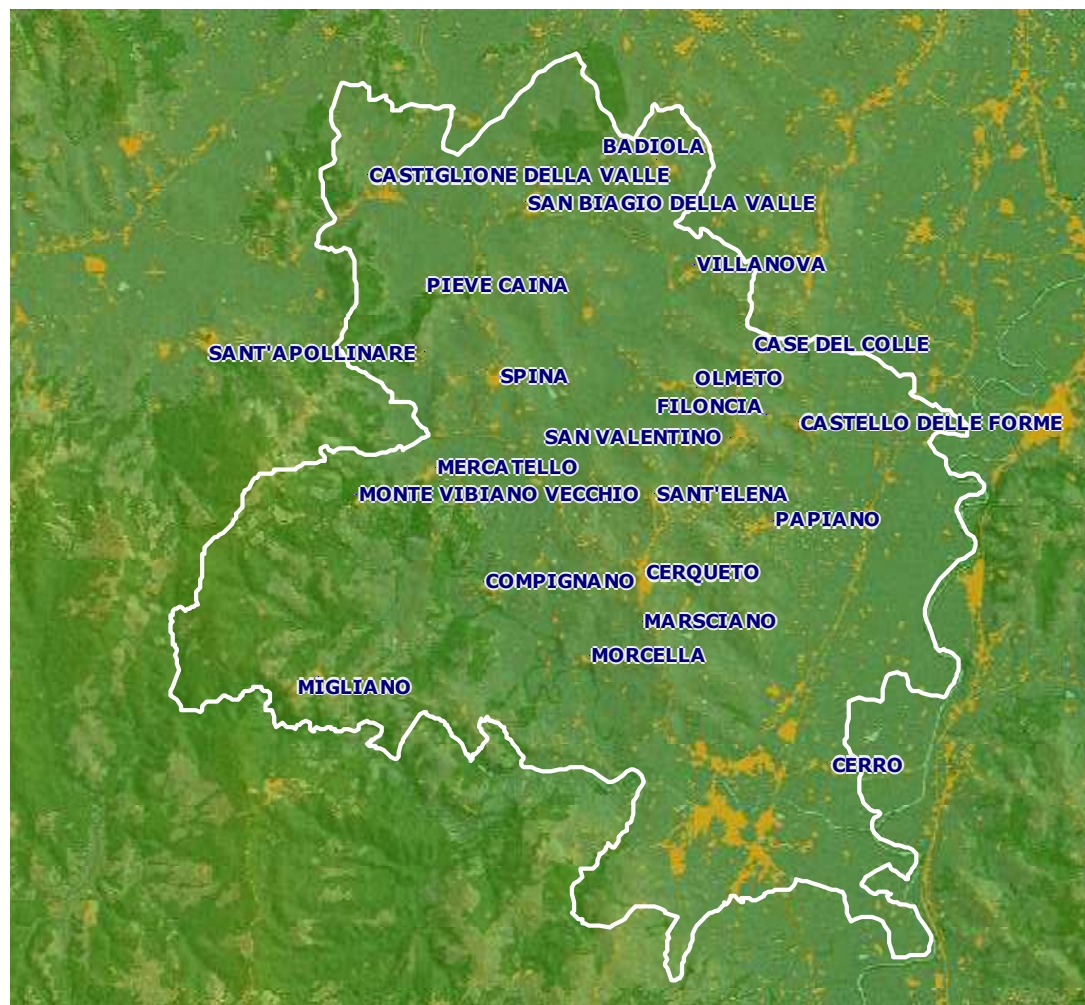 BADIOLA
CASTIGLIONE DELLA VALLE
SAN BIAGIO DELLA VALLE
VILLANOVA
PIEVE CAINA
CASE DEL COLLE
SANT'APOLLINARE
SPINA
OLMETO
FILONCIA
CASTELLO DELLE FORME
SAN VALENTINO
MERCATELLO
MONTE VIBIANO VECCHIO
SANT'ELENA
PAPIANO
CERQUETO
COMPIGNANO
MARSCIANO
MORCELLA
MIGLIANO
CERRO